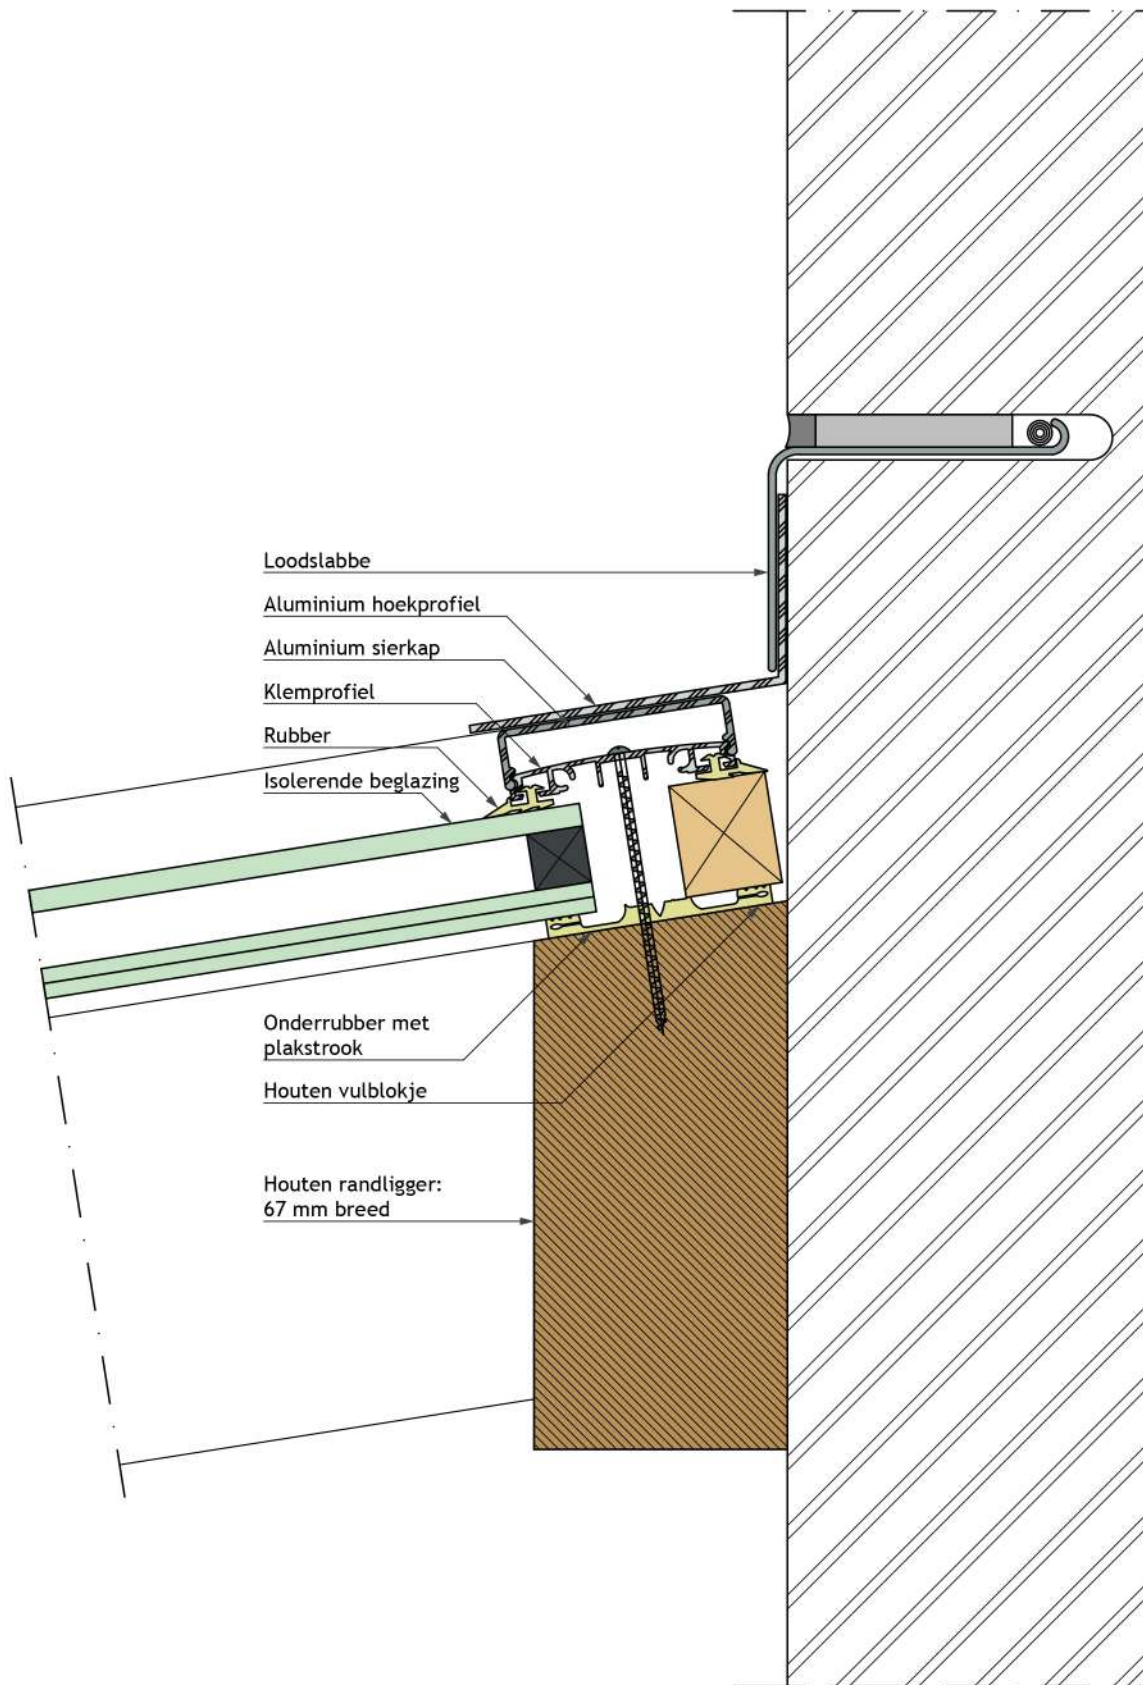 Loodslabbe
Aluminium hoekprofiel
Aluminium sierkap
Klemprofiel
Rubber
Isolerende beglazing
Onderrubber met
plakstrook
Houten vulblokje
Houten randligger:
67 mm breed